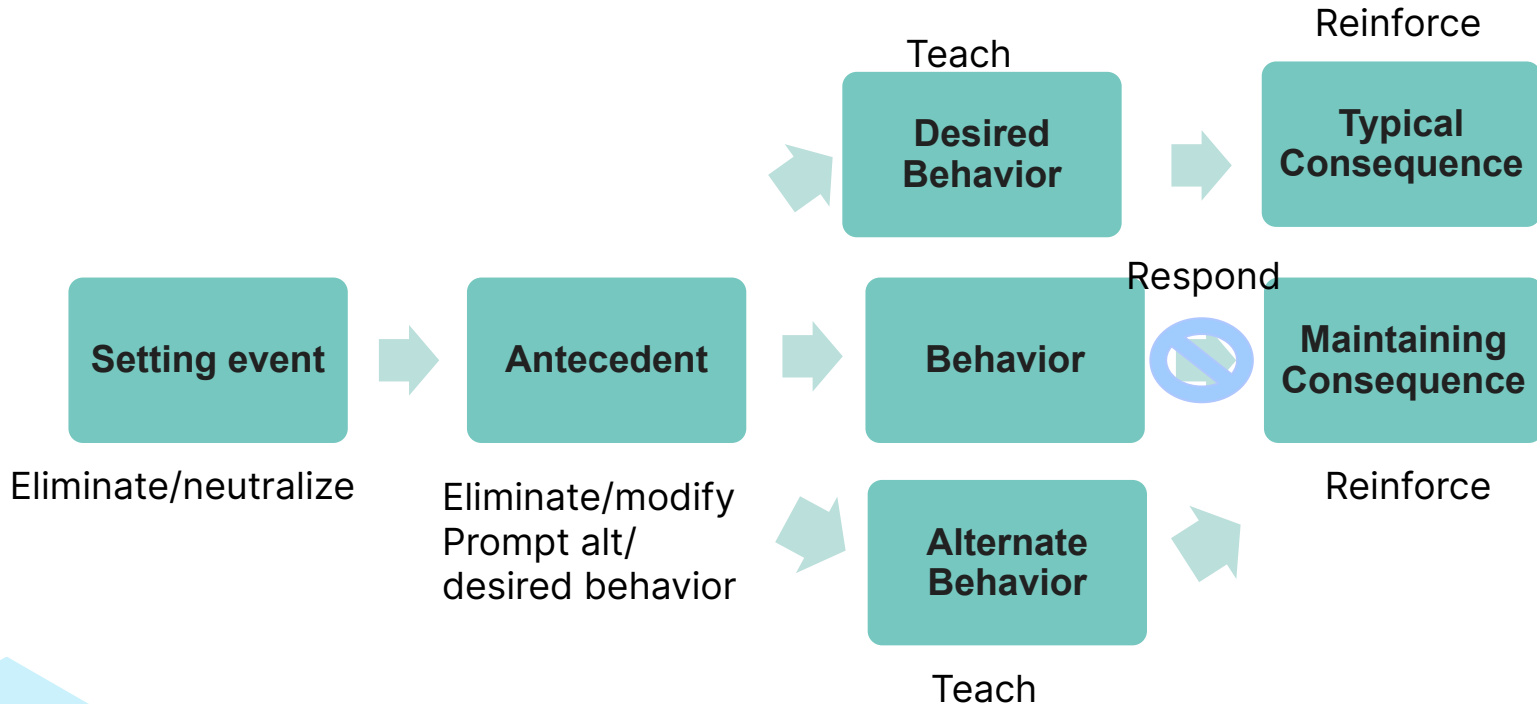 Teach
Desired
Behavior
Reinforce
Typical
Consequence
Setting event
Eliminate/neutralize
Antecedent
Eliminate/modify
Prompt alt/
desired behavior
Behavior
Respond
Maintaining
Consequence
Reinforce
Alternate
Behavior
Teach